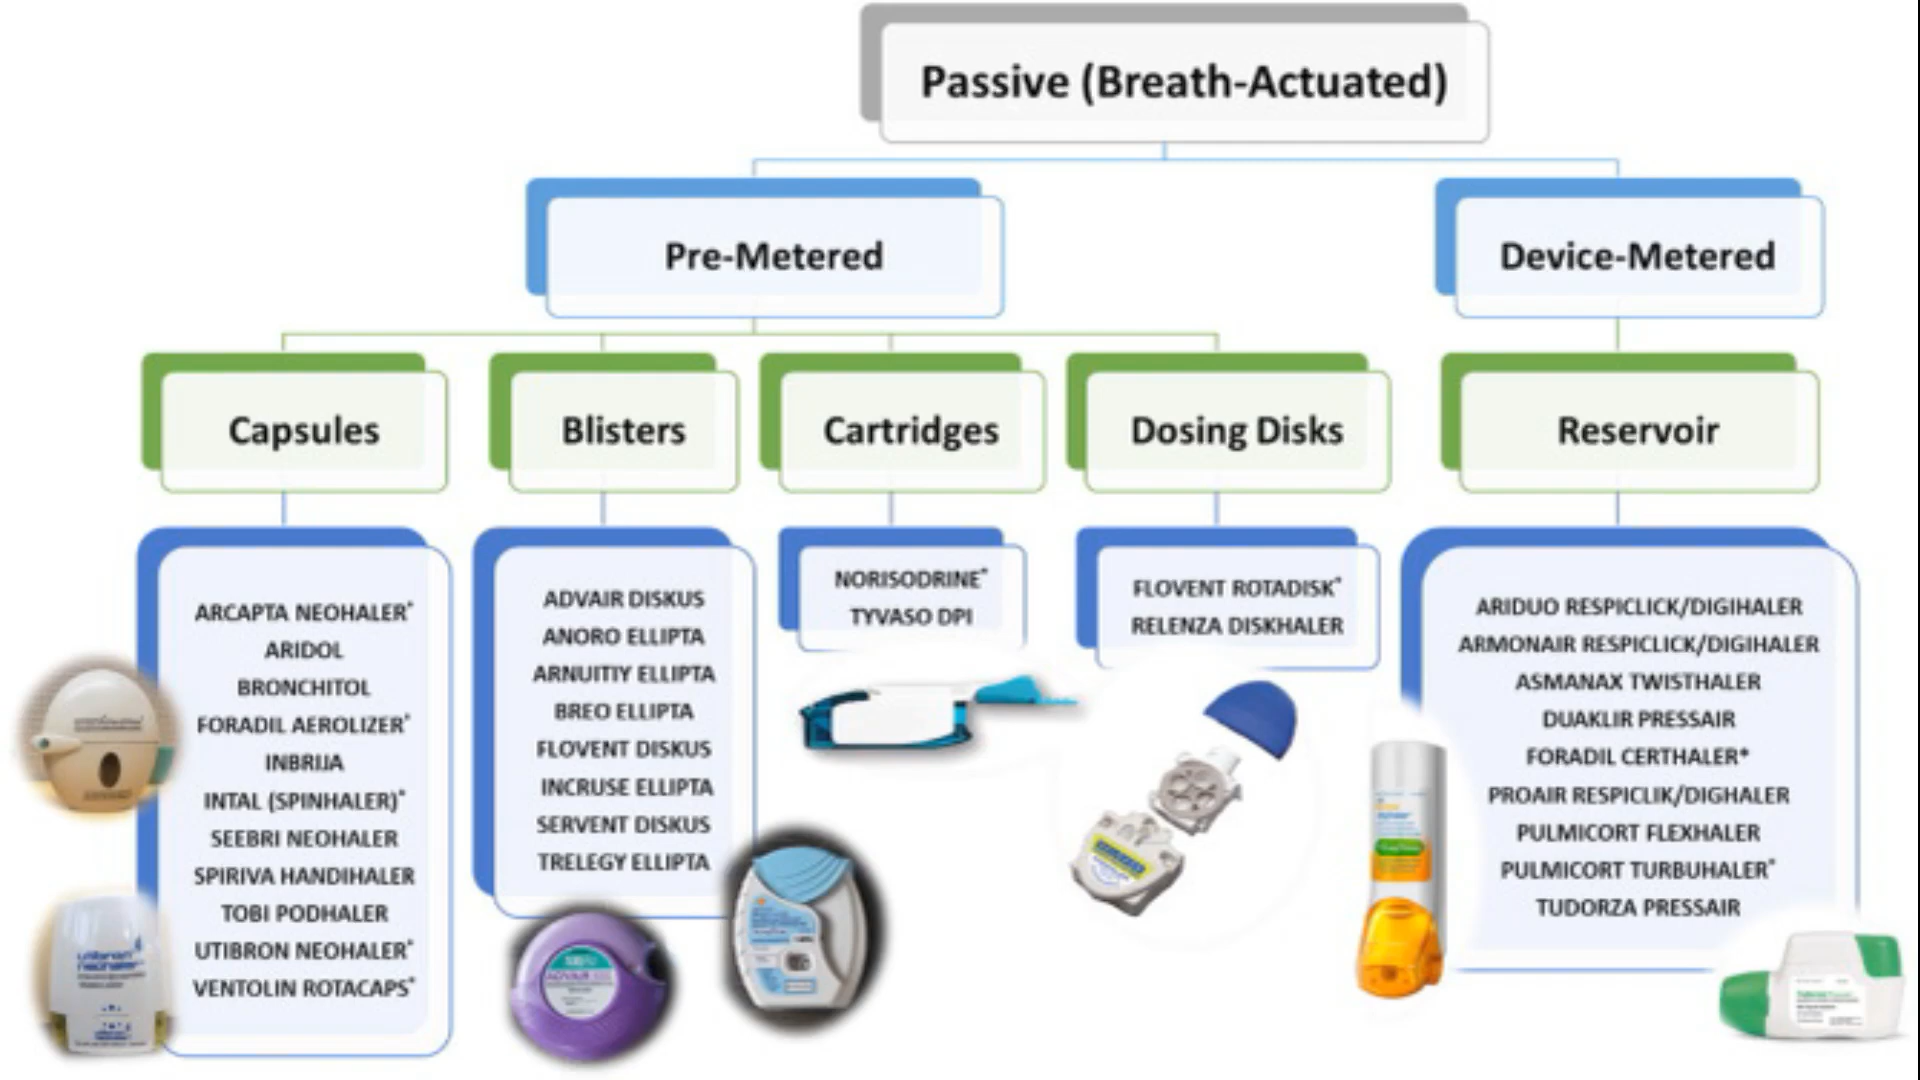 Passive (Breath-Actuated)
Pre-Metered
Device-Metered
Capsules
Blisters
Cartridges
Dosing Disks
Reservoir
ARCAPTA NEOHALER*
ARIDOL
BRONCHITOL
FORADIL AEROLIZER*
INBRIJA
INTAL (SPINHALER)*
SEEBRI NEOHALER
SPIRIVA HANDIHALER
TOBI PODHALER
UTIBRON NEOHALER*
VENTOLIN ROTACAPS*
ADVAIR DISKUS
ANORO ELLIPTA
ARNUITIY ELLIPTA
BREO ELLIPTA
FLOVENT DISKUS
INCRUSE ELLIPTA
SERVENT DISKUS
TRELEGY ELLIPTA
NORISODRINE*
TYVASO DPI
FLOVENT ROTADISK*
RELENZA DISKHALER
ARIDUO RESPICLICK/DIGIHALER
ARMONAIR RESPICLICK/DIGIHALER
ASMANAX TWISTHALER
DUAKLIR PRESSAIR
FORADIL CERTHALER*
PROAIR RESPICLIK/DIGHALER
PULMICORT FLEXHALER
PULMICORT TURBUHALER*
TUDORZA PRESSAIR
utibron
neohaler
ADVAIR